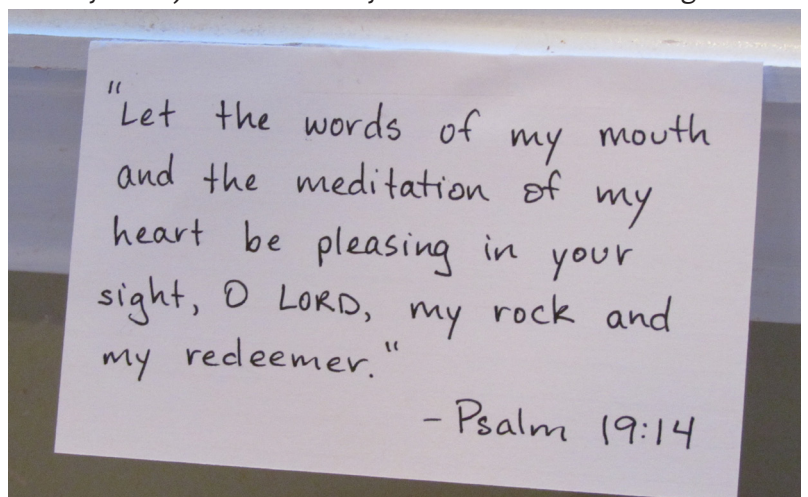 "Let the words of my mouth
and the meditation of my
heart be pleasing in your
sight, O LORD, my rock and
my redeemer."
- Psalm 19:14